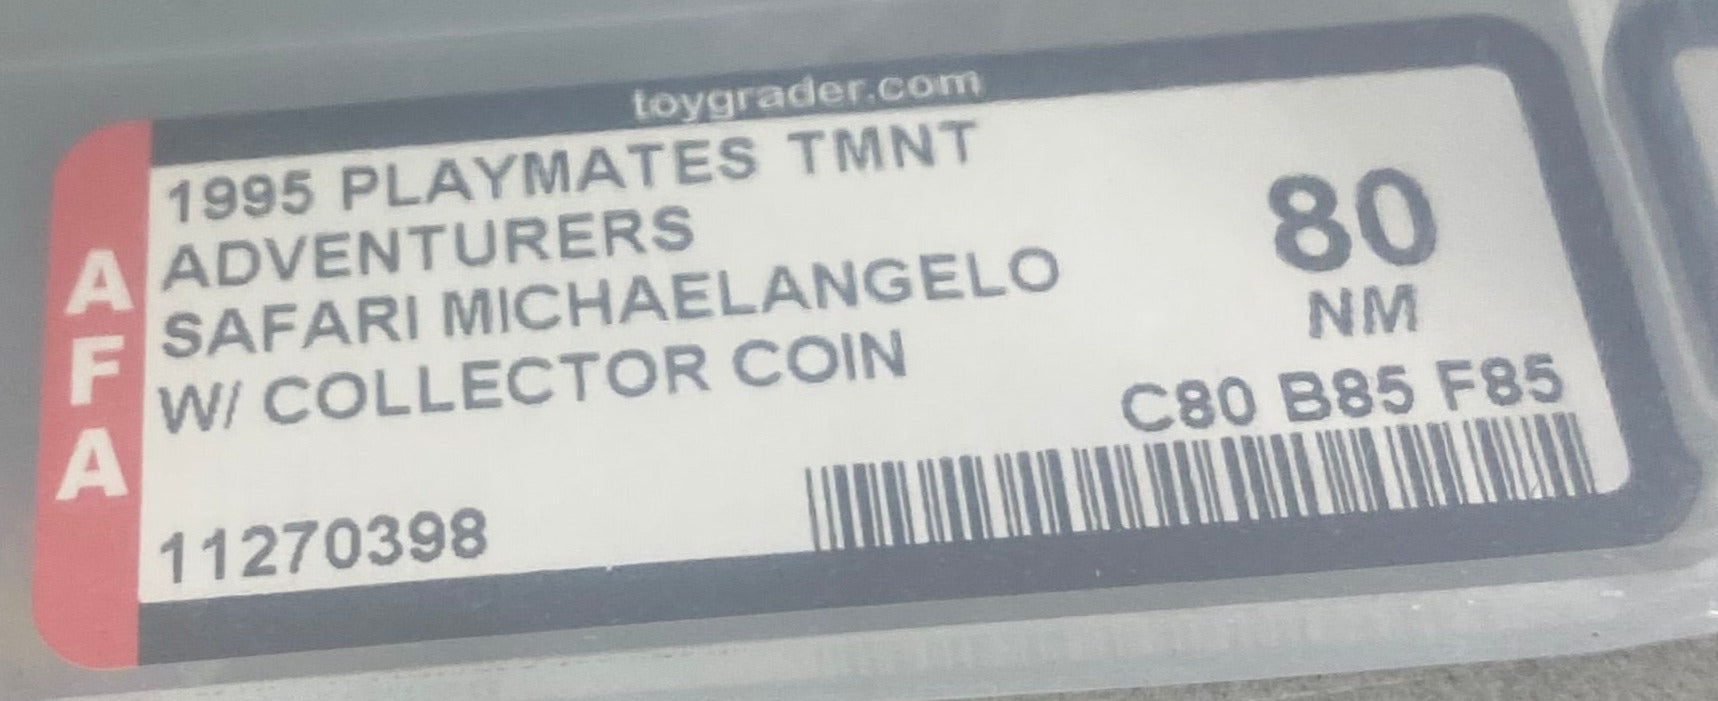 toygrader.com
1995 PLAYMATES TMNT
ADVENTURERS
SAFARI MICHAELANGELO
W/ COLLECTOR COIN
80
NM
C80 B85 F85
11270398
AFA